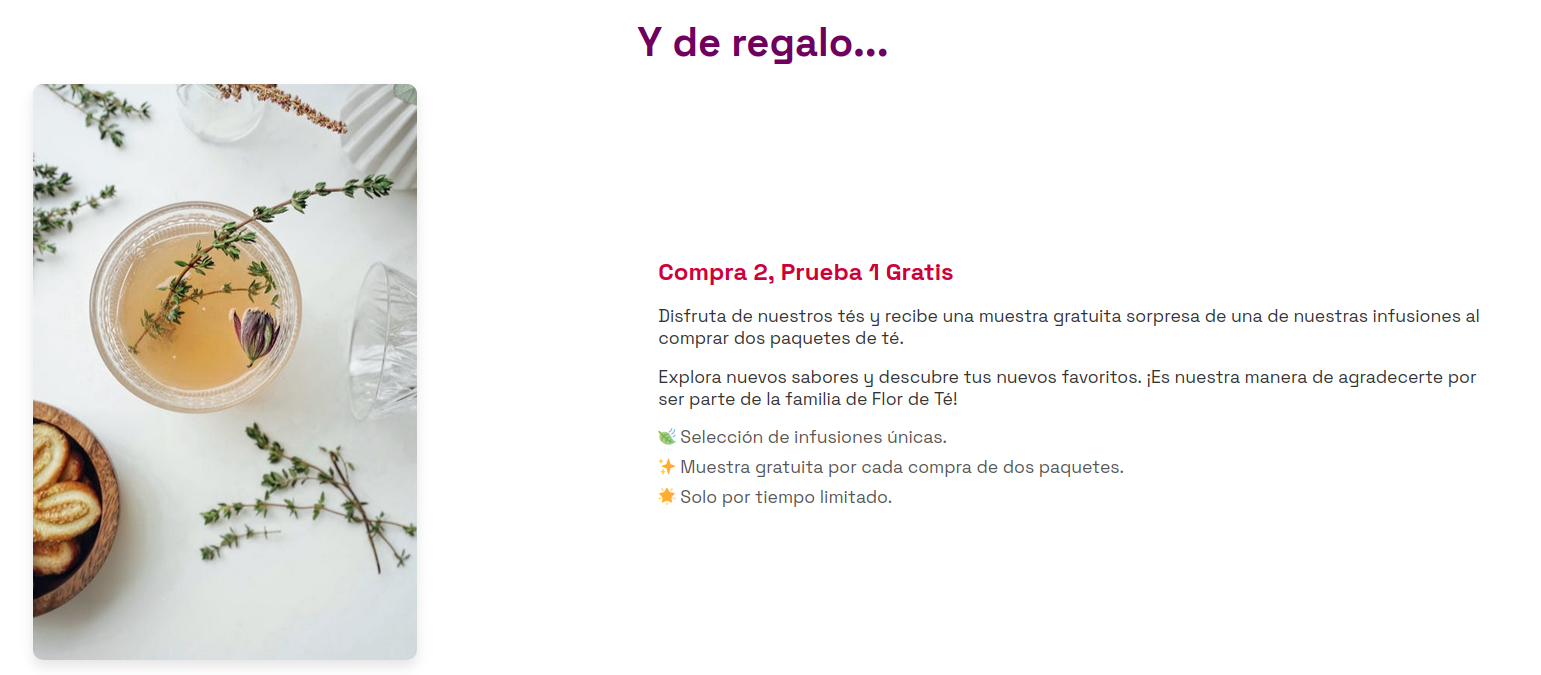 Y de regalo...
Compra 2, Prueba 1 Gratis
Disfruta de nuestros tés y recibe una muestra gratuita sorpresa de una de nuestras infusiones al
comprar dos paquetes de té.
Explora nuevos sabores y descubre tus nuevos favoritos. ¡Es nuestra manera de agradecerte por
ser parte de la familia de Flor de Té!
🍃 Selección de infusiones únicas.
✨ Muestra gratuita por cada compra de dos paquetes.
🌟 Solo por tiempo limitado.